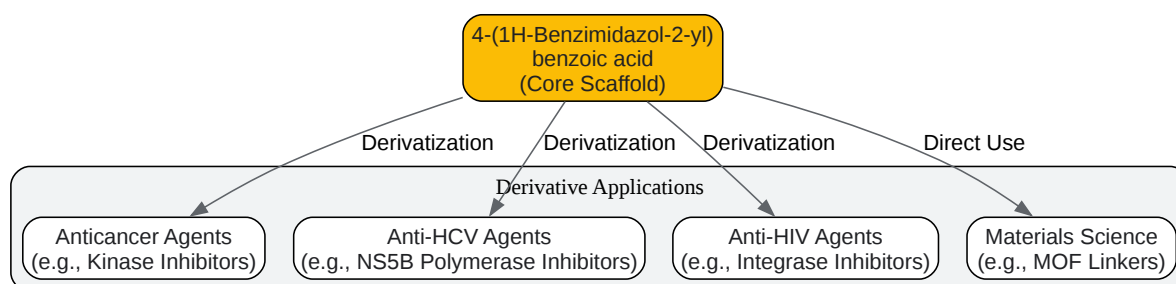 4-(1H-Benzimidazol-2-yl)
benzoic acid
(Core Scaffold)
Derivatization
Derivatization
Derivatization
Direct Use
Derivative Applications
Anticancer Agents
(e.g., Kinase Inhibitors)
Anti-HCV Agents
(e.g., NS5B Polymerase Inhibitors)
Anti-HIV Agents
(e.g., Integrase Inhibitors)
Materials Science
(e.g., MOF Linkers)